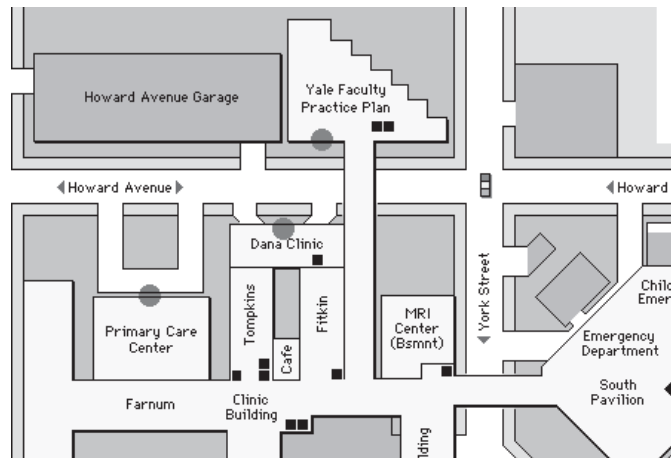 Howard Avenue Garage
Yale Faculty
Practice Plan
Howard Avenue
Howard
Dana Clinic
Tompkins
Fitkin
Cafe
MRI
Center
(Bsmnt)
York Street
Primary Care
Center
Emergency
Department
South
Pavilion
Farnum
Clinic
Building